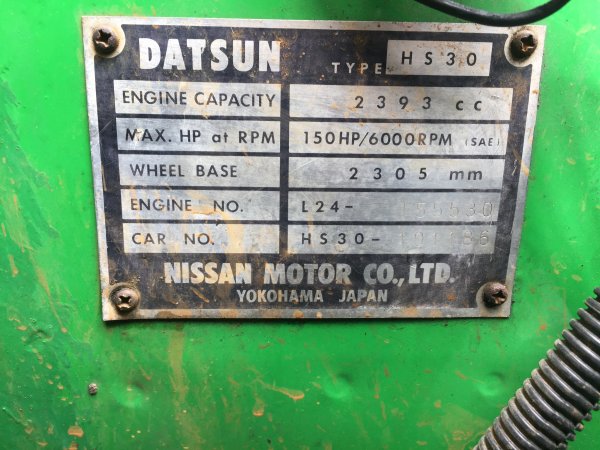 DATSUN TYPE HS30
ENGINE CAPACITY 2393 cc
MAX. HP at RPM 150HP/6000RPM (SAE)
WHEEL BASE 2305 mm
ENGINE NO. L24-
CAR NO. HS30-
NISSAN MOTOR CO., LTD.
YOKOHAMA JAPAN